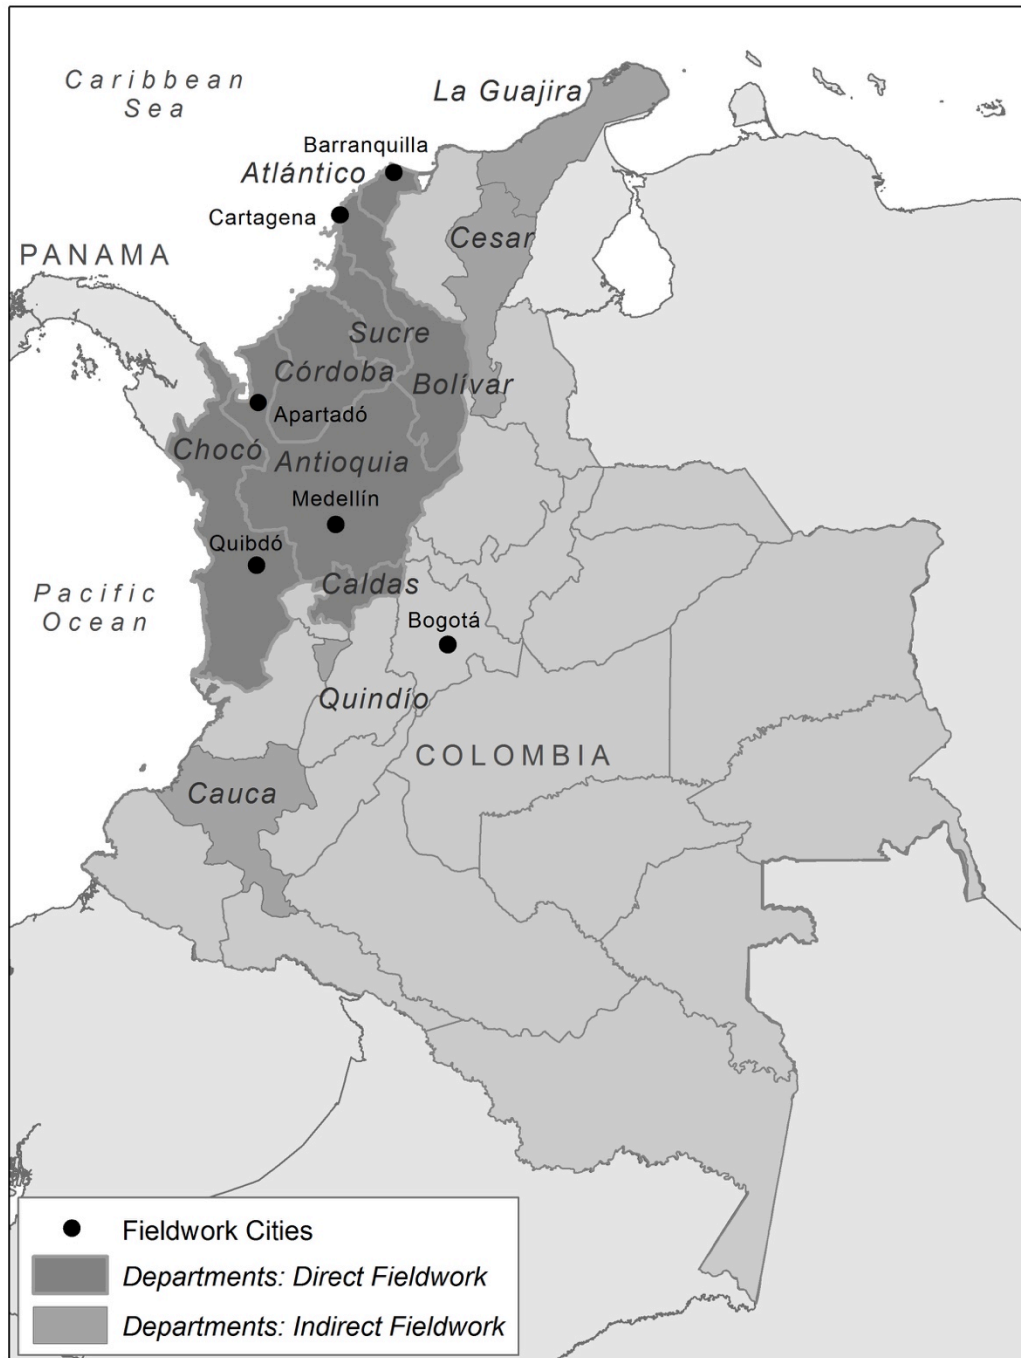 Caribbean
Sea
La Guajira
Barranquilla
Atlántico
Cartagena
Cesar
PANAMA
Sucre
Córdoba
Bolívar
Apartadó
Chocó
Antioquia
Medellín
Quibdó
Caldas
Pacific
Ocean
Bogotá
Quindío
COLOMBIA
Cauca
Fieldwork Cities
Departments: Direct Fieldwork
Departments: Indirect Fieldwork